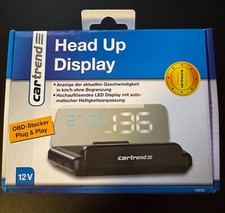 cartrend
Head Up
Display
• Anzeige der aktuellen Geschwindigkeit
in km/h ohne Begrenzung
• Hochauflösendes LED Display mit auto-
matischer Helligkeitsanpassung
OBD-Stecker
Plug & Play
cartrend
12V